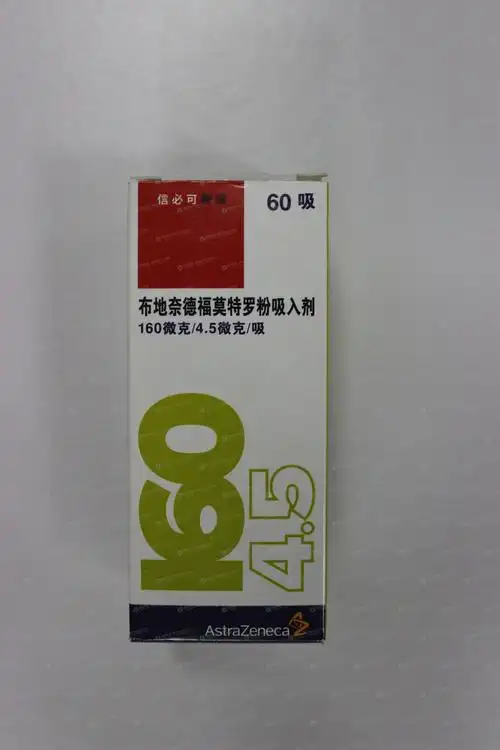 信必可
60 吸
布地奈德福莫特罗粉吸入剂
160微克/4.5微克/吸
160
4.5
AstraZeneca